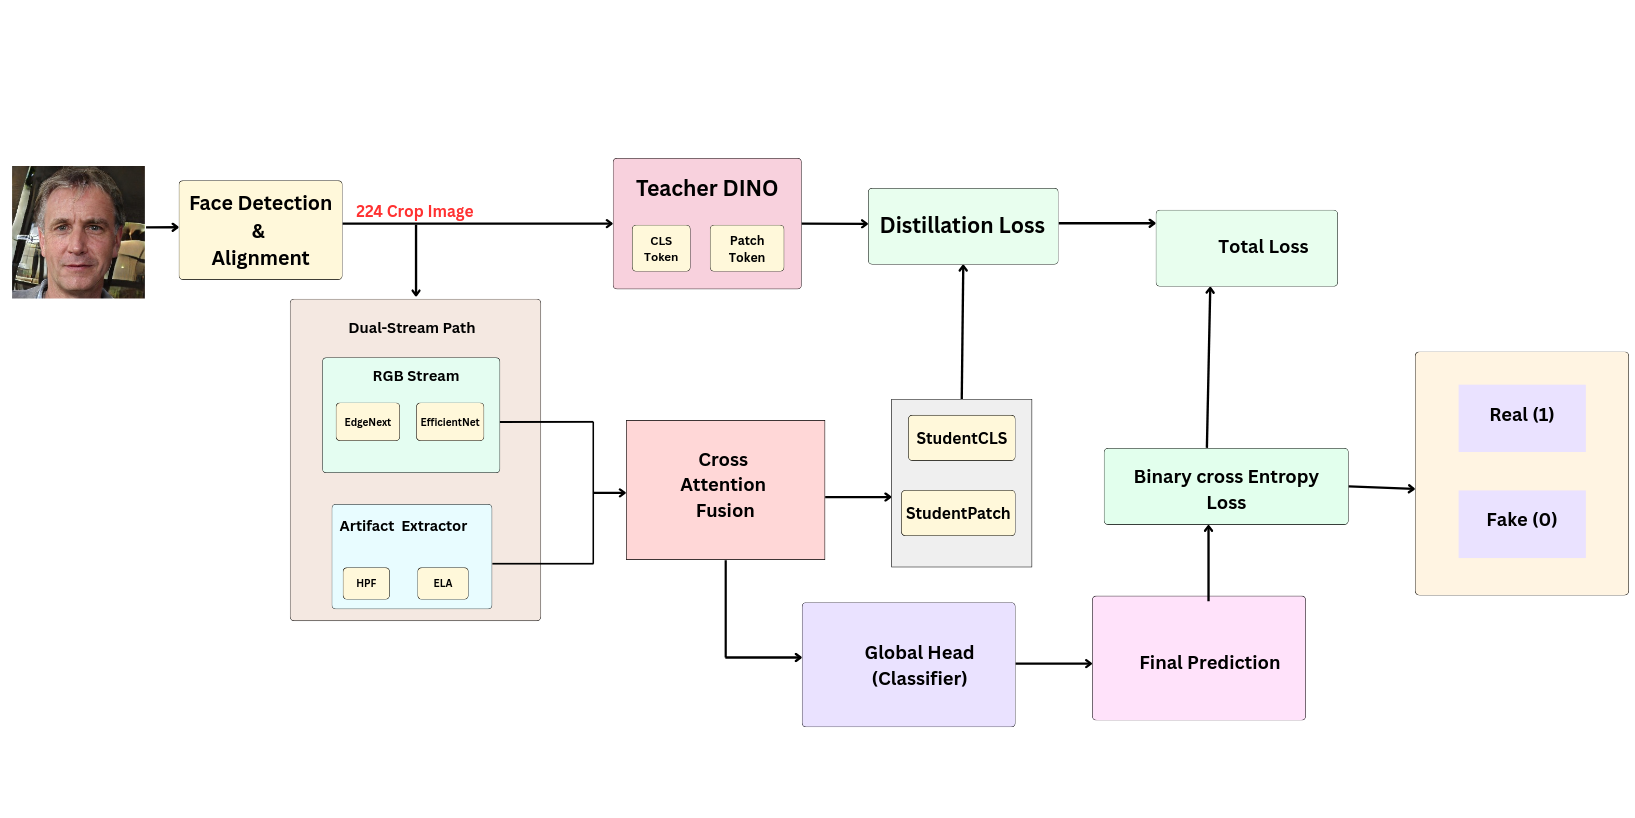 Face Detection
&
Alignment
224 Crop Image
Teacher DINO
CLS
Token
Patch
Token
Distillation Loss
Total Loss
Dual-Stream Path
RGB Stream
EdgeNext
EfficientNet
Artifact Extractor
HPF
ELA
Cross
Attention
Fusion
StudentCLS
StudentPatch
Binary cross Entropy
Loss
Real (1)
Fake (0)
Global Head
(Classifier)
Final Prediction